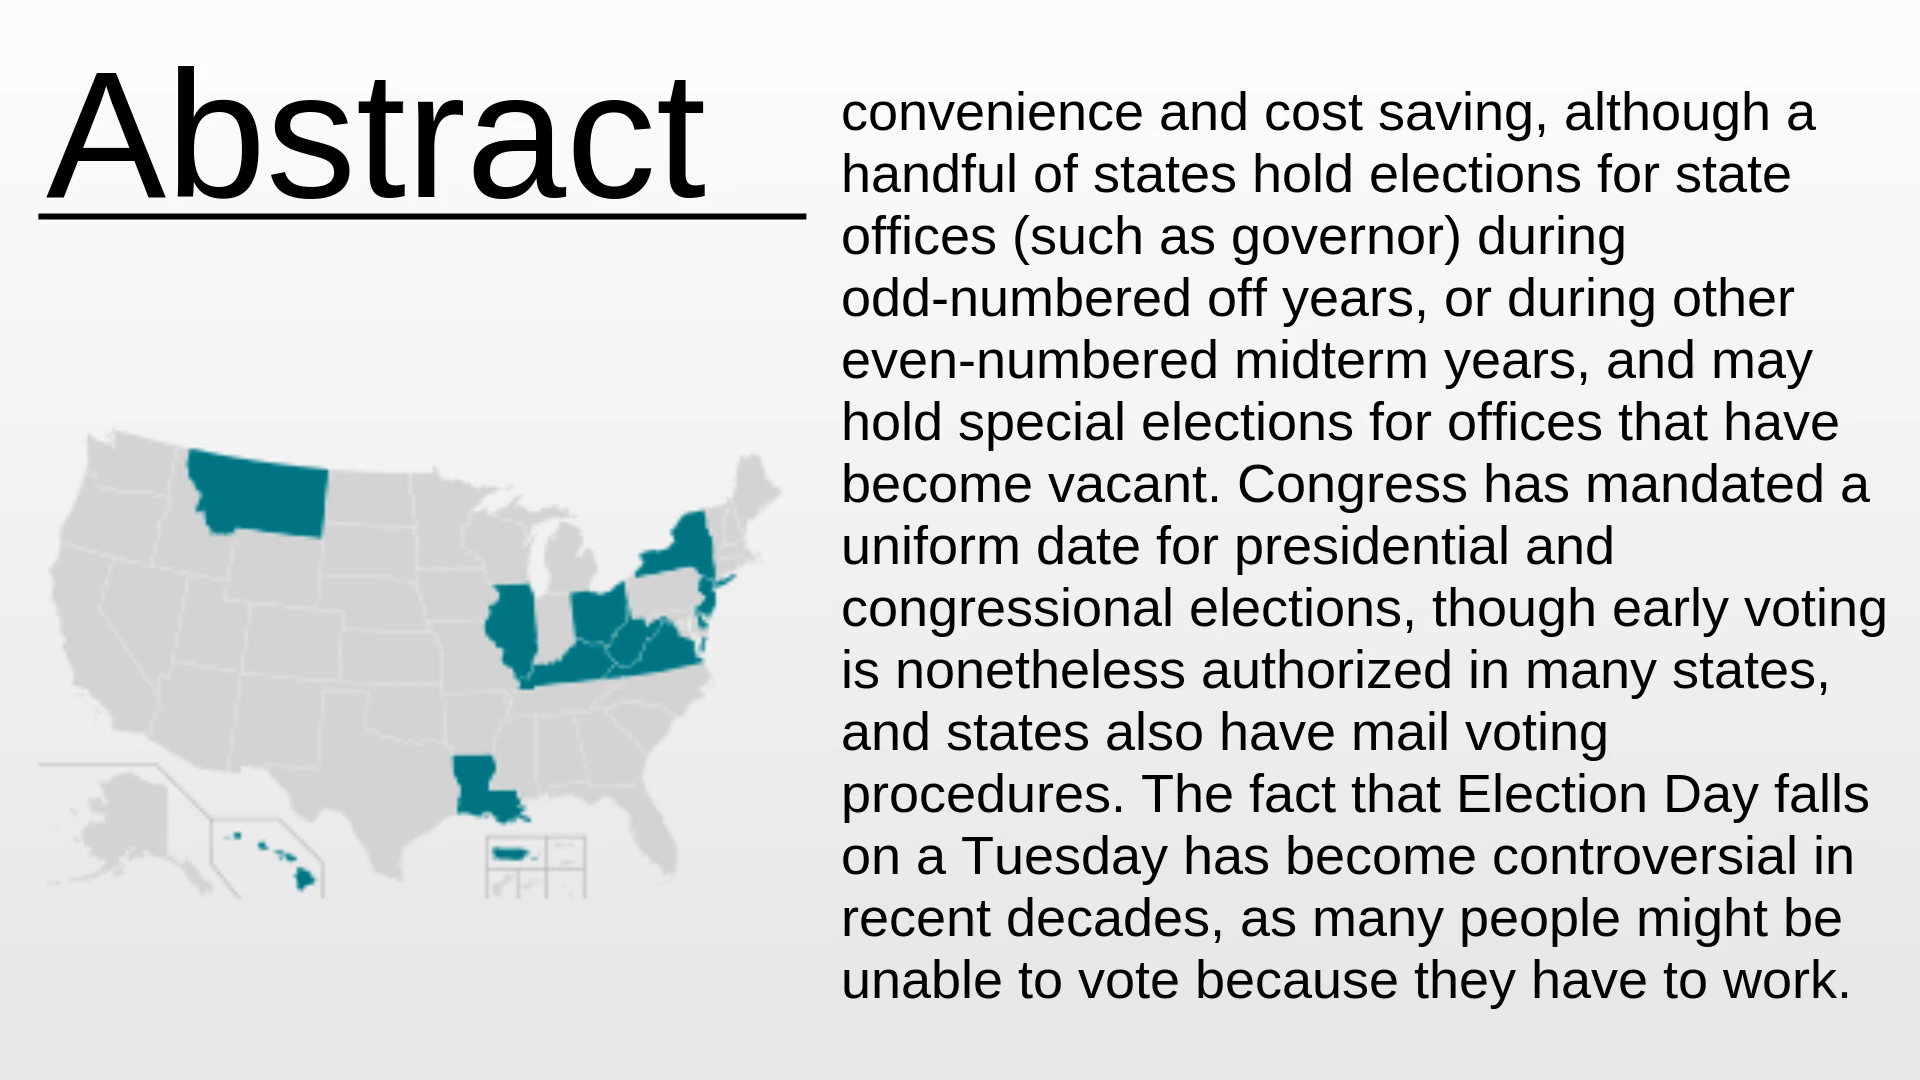 Abstract
convenience and cost saving, although a
handful of states hold elections for state
offices (such as governor) during
odd-numbered off years, or during other
even-numbered midterm years, and may
hold special elections for offices that have
become vacant. Congress has mandated a
uniform date for presidential and
congressional elections, though early voting
is nonetheless authorized in many states,
and states also have mail voting
procedures. The fact that Election Day falls
on a Tuesday has become controversial in
recent decades, as many people might be
unable to vote because they have to work.